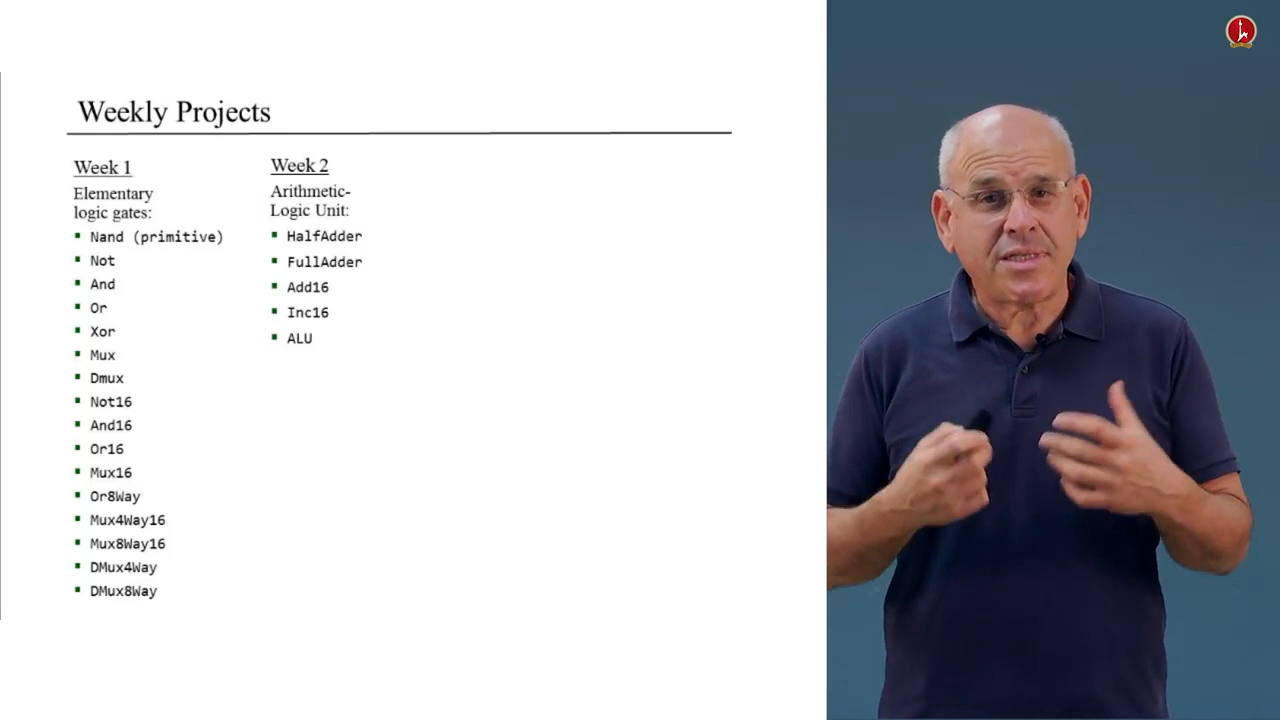 Weekly Projects
Week 1
Elementary
logic gates:
Nand (primitive)
Not
And
Or
Xor
Mux
Dmux
Not16
And16
Or16
Mux16
Or8Way
Mux4Way16
Mux8Way16
DMux4Way
DMux8Way
Week 2
Arithmetic-
Logic Unit:
HalfAdder
FullAdder
Add16
Inc16
ALU